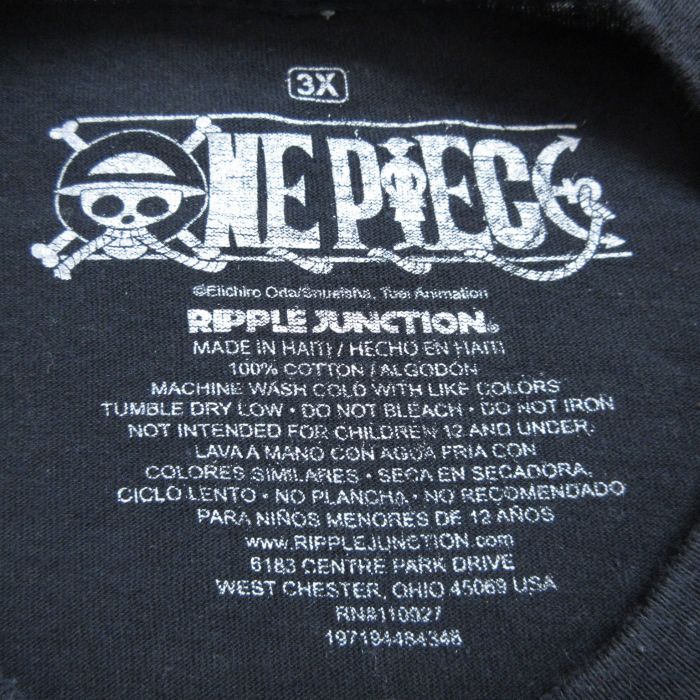 3X
ONE PIECE
©Eiichiro Oda/Shueisha, Toei Animation
RIPPLE JUNCTION®
MADE IN HAITI / HECHO EN HAITI
100% COTTON / ALGODÓN
MACHINE WASH COLD WITH LIKE COLORS
TUMBLE DRY LOW • DO NOT BLEACH • DO NOT IRON
NOT INTENDED FOR CHILDREN 12 AND UNDER.
LAVA A MANO CON AGUA FRIA CON
COLORES SIMILARES • SECA EN SECADORA,
CICLO LENTO • NO PLANCHA • NO RECOMENDADO
PARA NIÑOS MENORES DE 12 AÑOS
www.RIPPLEJUNCTION.com
6183 CENTRE PARK DRIVE
WEST CHESTER, OHIO 45069 USA
RN#110927
197194484348